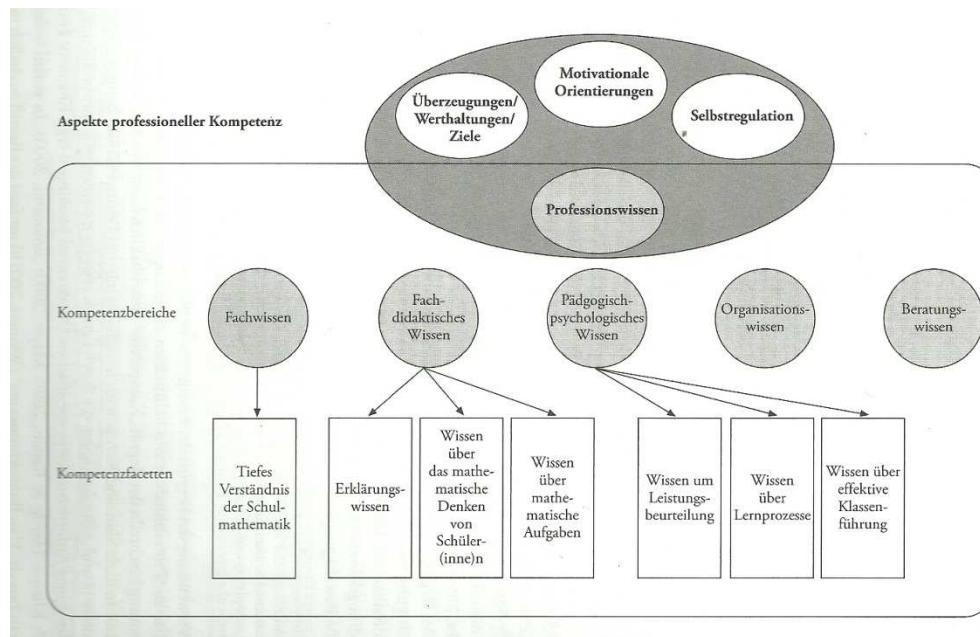 Motivationale
Orientierungen
Überzeugungen/
Werthaltungen/
Ziele
Selbstregulation
Aspekte professioneller Kompetenz
Professionswissen
Kompetenzbereiche
Fachwissen
Fach-
didaktisches
Wissen
Pädgogisch-
psychologisches
Wissen
Organisations-
wissen
Beratungs-
wissen
Kompetenzfacetten
Tiefes
Verständnis
der Schul-
mathematik
Erklärungs-
wissen
Wissen
über
das mathe-
matische
Denken
von
Schüler-
(inne)n
Wissen
über
mathe-
matische
Aufgaben
Wissen um
Leistungs-
beurteilung
Wissen
über
Lernprozesse
Wissen über
effektive
Klassen-
führung